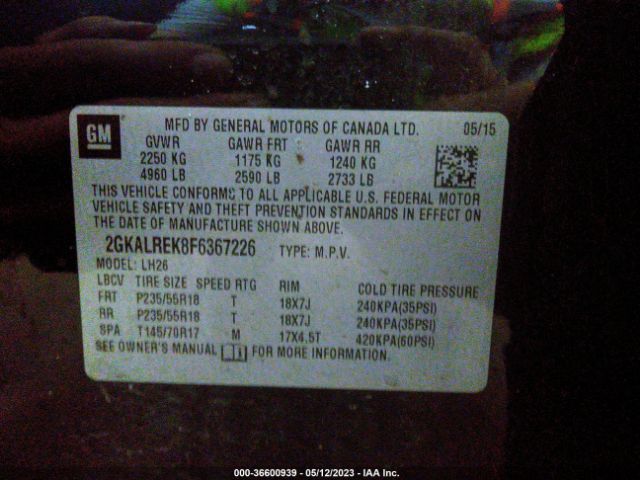 GM
MFD BY GENERAL MOTORS OF CANADA LTD. 05/15
GVWR GAWR FRT GAWR RR
2250 KG 1175 KG 1240 KG
4960 LB 2590 LB 2733 LB
THIS VEHICLE CONFORMS TO ALL APPLICABLE U.S. FEDERAL MOTOR
VEHICLE SAFETY AND THEFT PREVENTION STANDARDS IN EFFECT ON
THE DATE OF MANUFACTURE SHOWN ABOVE.
2GKALREK8F6367226 TYPE: M.P.V.
MODEL: LH26
LBCV TIRE SIZE SPEED RTG RIM COLD TIRE PRESSURE
FRT P235/55R18 T 18X7J 240KPA(35PSI)
RR P235/55R18 T 18X7J 240KPA(35PSI)
SPA T145/70R17 M 17X4.5T 420KPA(60PSI)
SEE OWNER'S MANUAL FOR MORE INFORMATION.
000-36600939 - 05/12/2023 - IAA Inc.